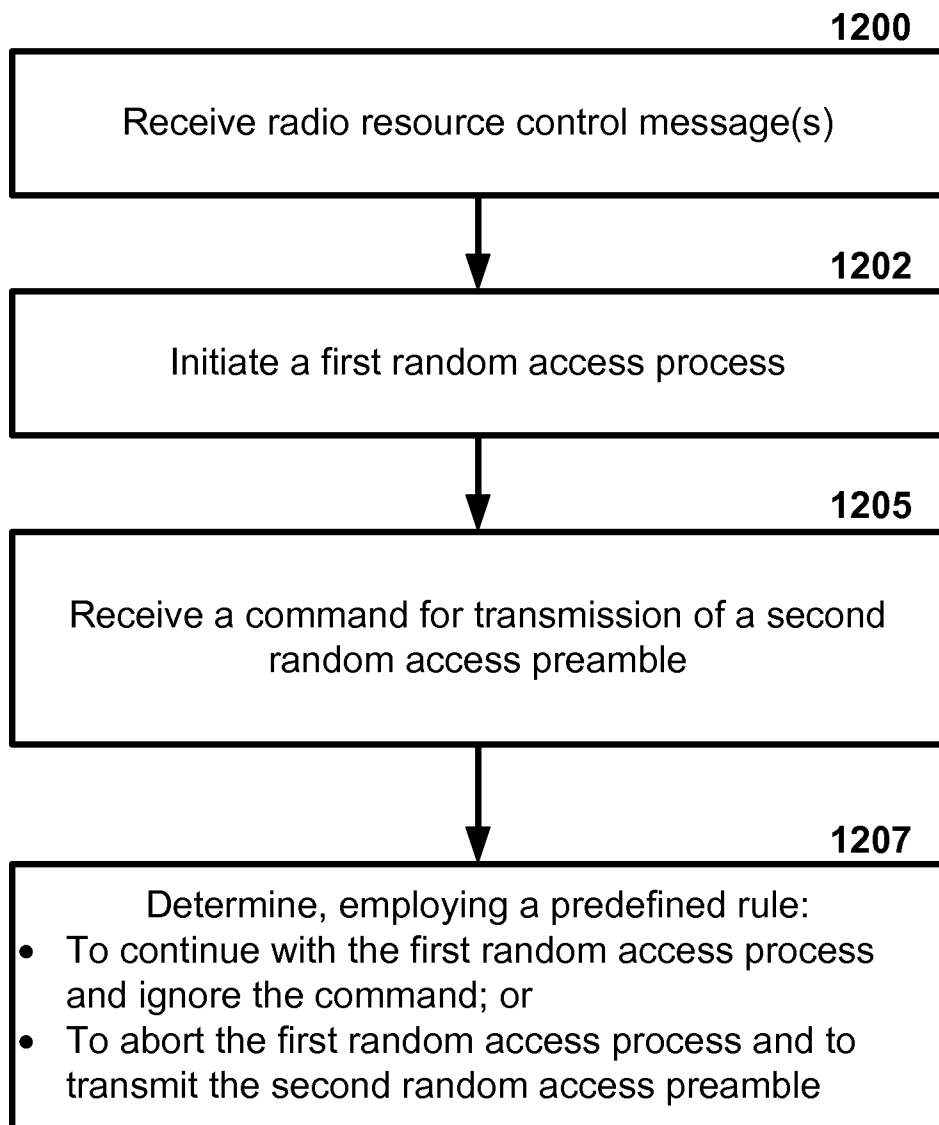 1200
Receive radio resource control message(s)
1202
Initiate a first random access process
1205
Receive a command for transmission of a second
random access preamble
1207
Determine, employing a predefined rule:
• To continue with the first random access process
and ignore the command; or
• To abort the first random access process and to
transmit the second random access preamble